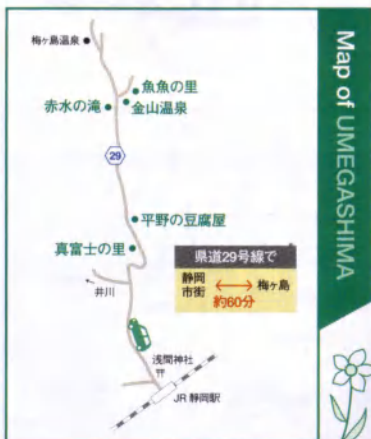 Map of UMEGASHIMA
梅ヶ島温泉
魚魚の里
赤水の滝
金山温泉
29
平野の豆腐屋
真富士の里
県道29号線で
静岡市街
梅ヶ島
約60分
井川
浅間神社
JR 静岡駅